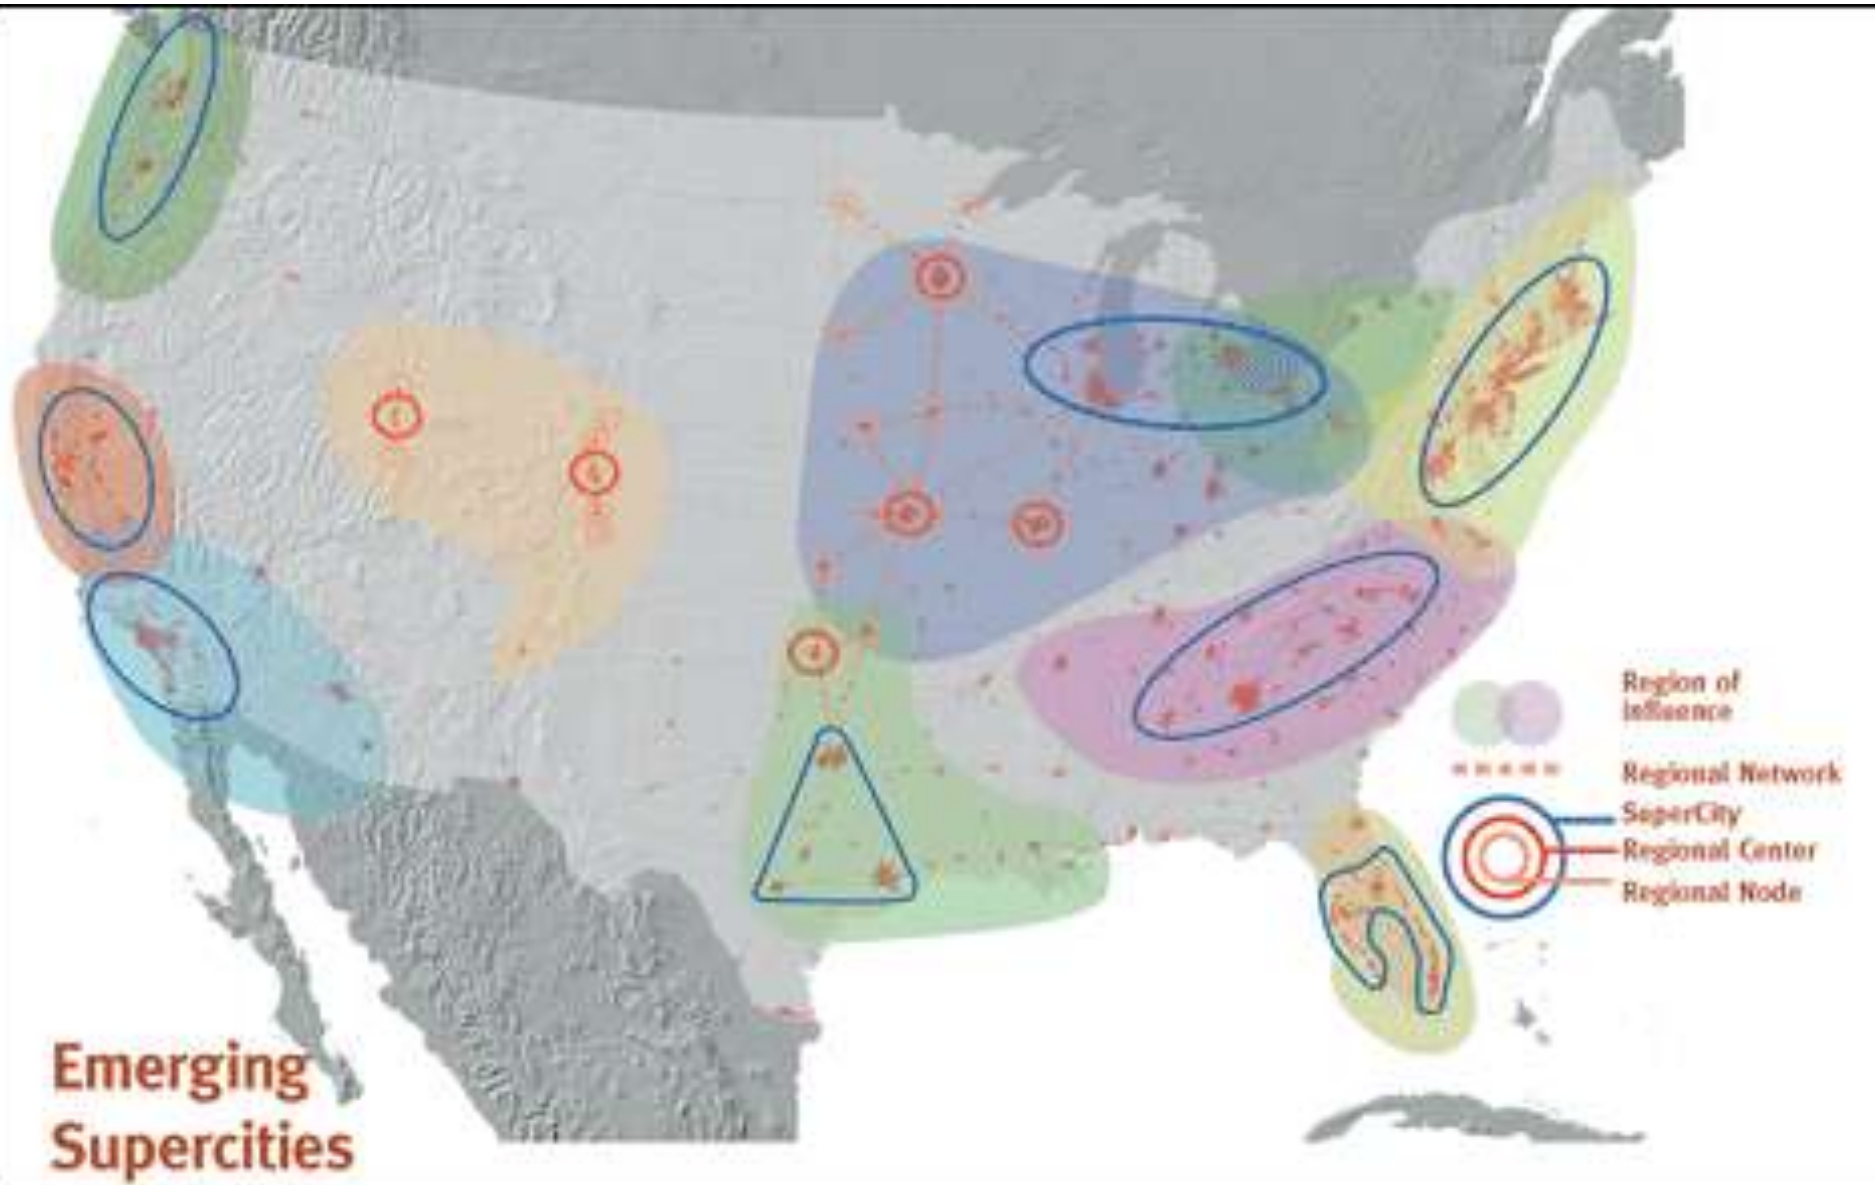 Region of
influence
Regional Network
SuperCity
Regional Center
Regional Node
Emerging
Supercities